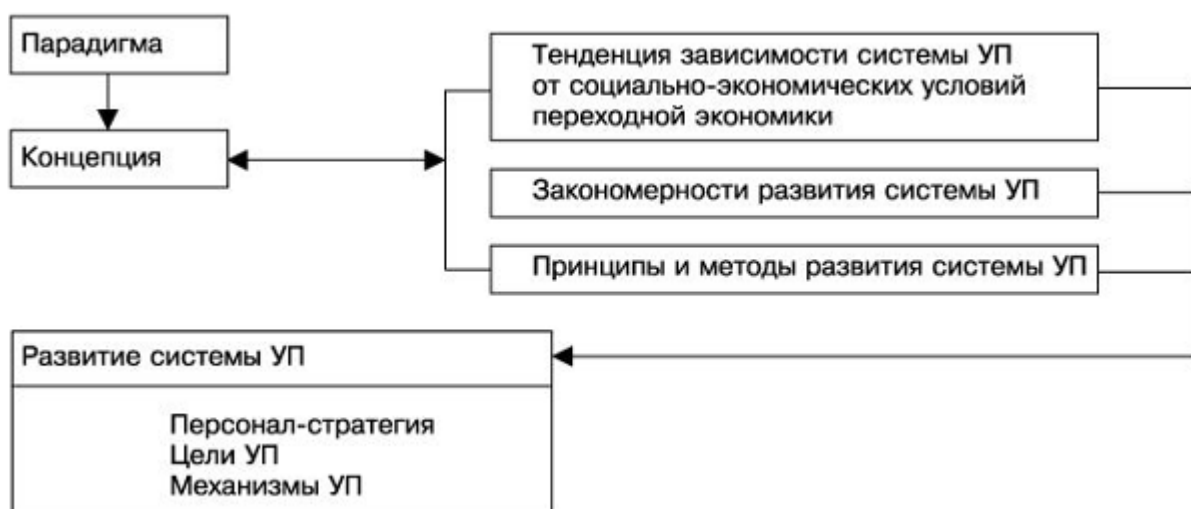 Парадигма
Концепция
Тенденция зависимости системы УП
от социально-экономических условий
переходной экономики
Закономерности развития системы УП
Принципы и методы развития системы УП
Развитие системы УП
Персонал-стратегия
Цели УП
Механизмы УП